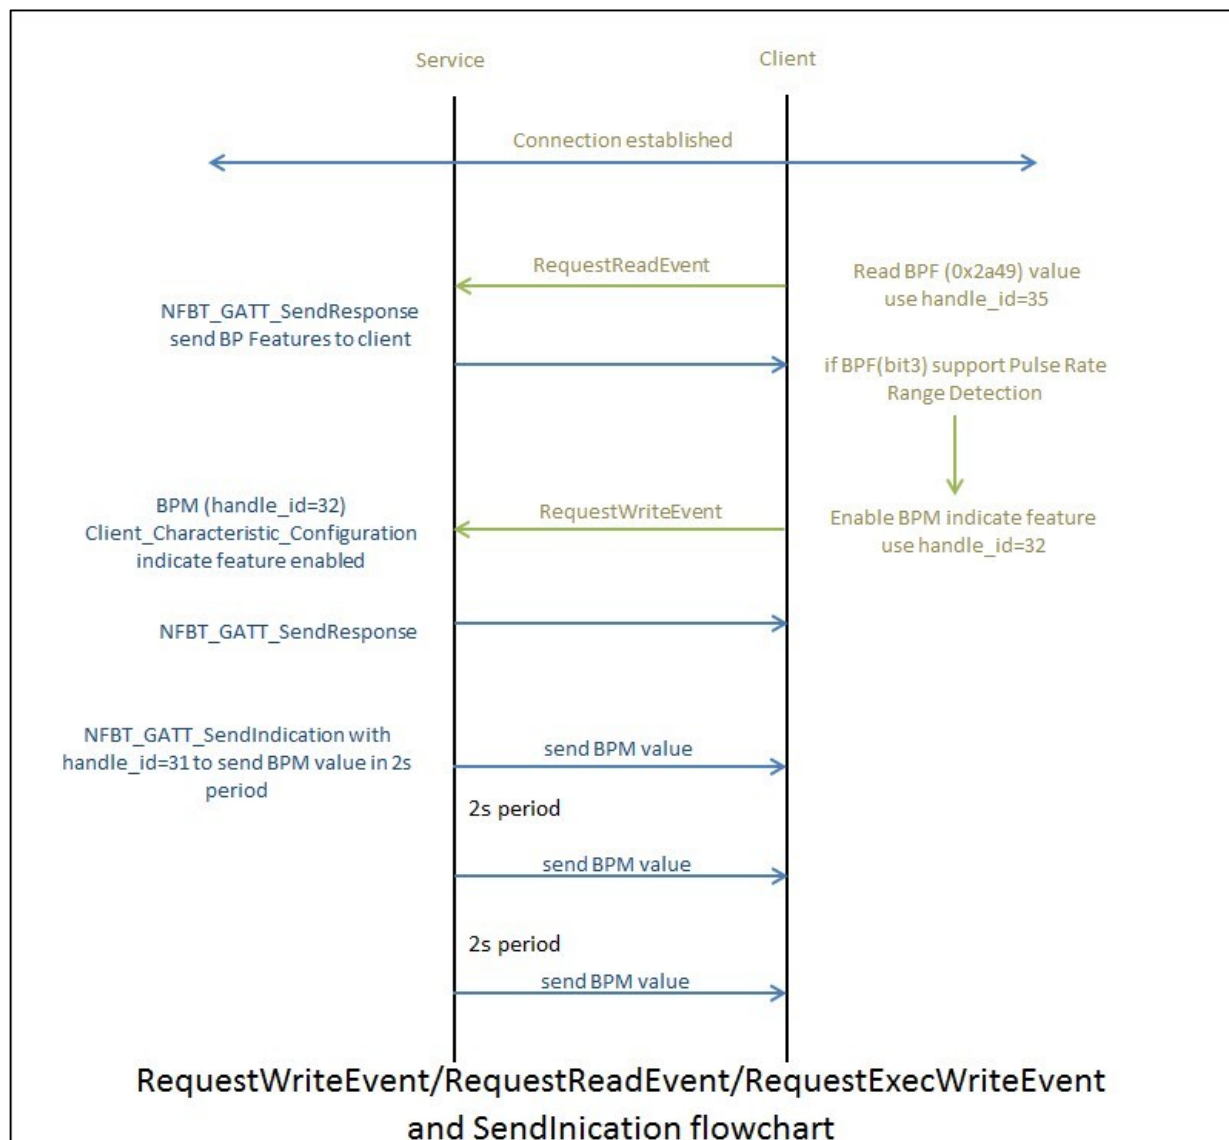 Service
Client
Connection established
RequestReadEvent
Read BPF (0x2a49) value
use handle_id=35
NFBT_GATT_SendResponse
send BP Features to client
if BPF(bit3) support Pulse Rate
Range Detection
BPM (handle_id=32)
Client_Characteristic_Configuration
indicate feature enabled
RequestWriteEvent
Enable BPM indicate feature
use handle_id=32
NFBT_GATT_SendResponse
NFBT_GATT_SendIndication with
handle_id=31 to send BPM value in 2s
period
send BPM value
2s period
send BPM value
2s period
send BPM value
RequestWriteEvent/RequestReadEvent/RequestExecWriteEvent
and SendInication flowchart